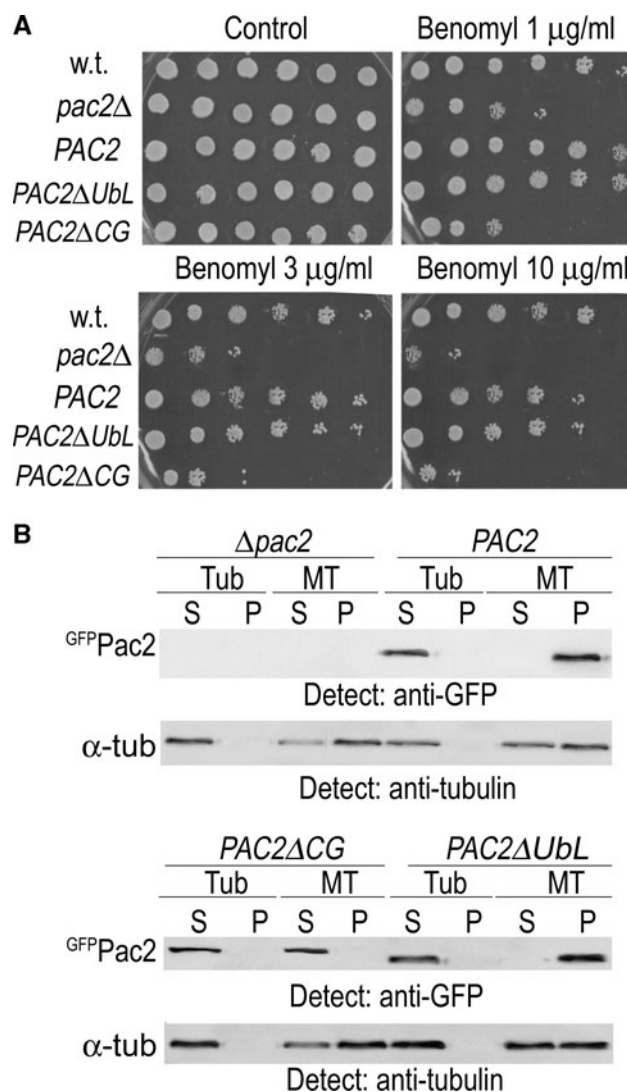 A
Control
Benomyl 1 μg/ml
w.t.
pac2Δ
PAC2
PAC2ΔUbL
PAC2ΔCG
Benomyl 3 μg/ml
Benomyl 10 μg/ml
w.t.
pac2Δ
PAC2
PAC2ΔUbL
PAC2ΔCG
B
Δpac2
PAC2
Tub MT Tub MT
S P S P S P S P
GFPPac2
Detect: anti-GFP
α-tub
Detect: anti-tubulin
PAC2ΔCG
PAC2ΔUbL
Tub MT Tub MT
S P S P S P S P
GFPPac2
Detect: anti-GFP
α-tub
Detect: anti-tubulin